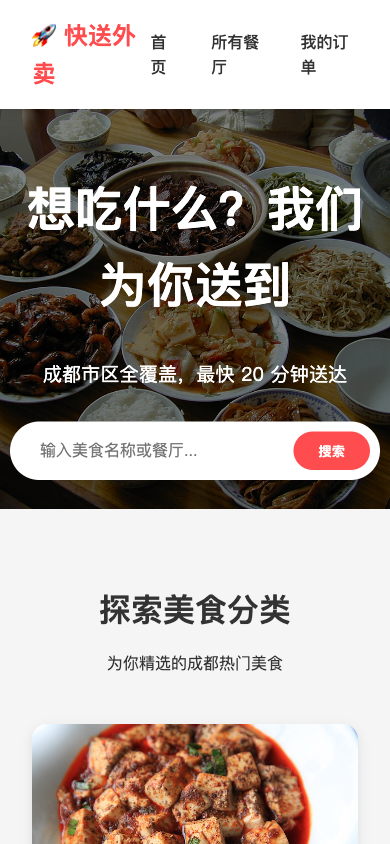 🚀 快送外卖
首页
所有餐厅
我的订单
想吃什么？我们
为你送到
成都市区全覆盖，最快 20 分钟送达
输入美食名称或餐厅...
搜索
探索美食分类
为你精选的成都热门美食